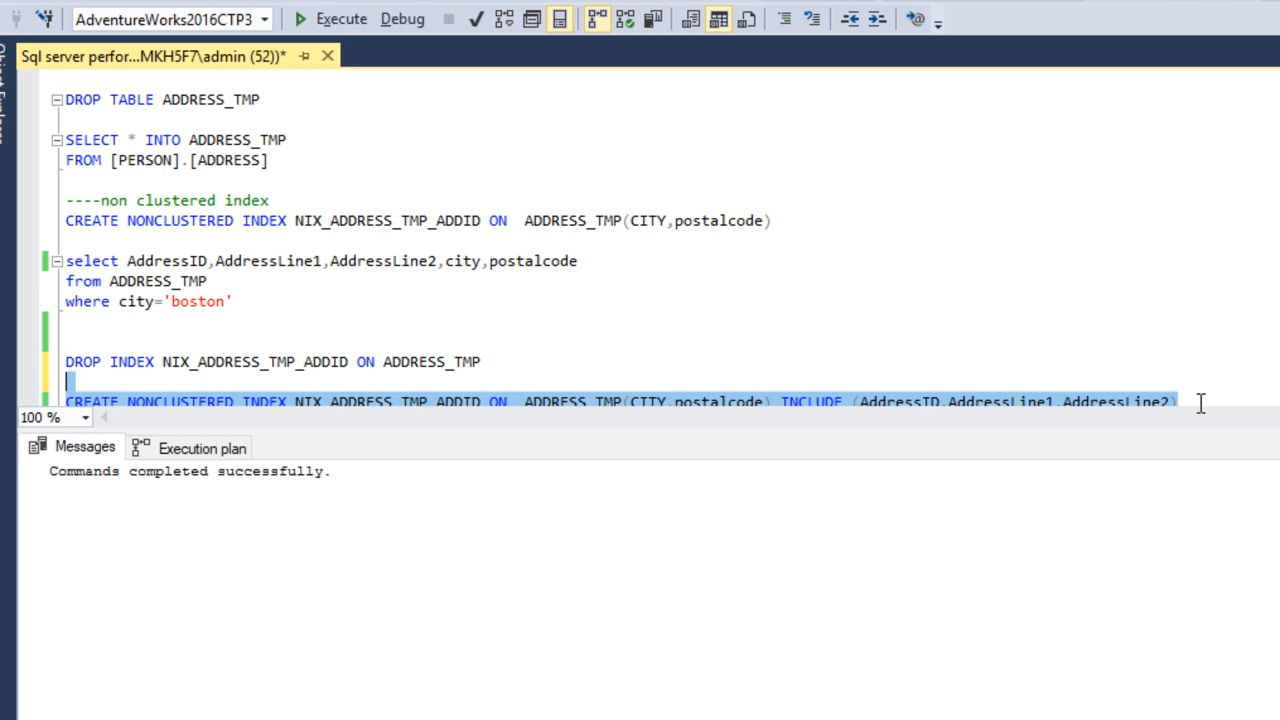 AdventureWorks2016CTP3 Execute Debug
Sql server perfor...MKH5F7\admin (52))*
DROP TABLE ADDRESS_TMP
SELECT * INTO ADDRESS_TMP
FROM [PERSON].[ADDRESS]
----non clustered index
CREATE NONCLUSTERED INDEX NIX_ADDRESS_TMP_ADDID ON  ADDRESS_TMP(CITY,postalcode)
select AddressID,AddressLine1,AddressLine2,city,postalcode
from ADDRESS_TMP
where city='boston'
DROP INDEX NIX_ADDRESS_TMP_ADDID ON ADDRESS_TMP
CREATE NONCLUSTERED INDEX NIX_ADDRESS_TMP_ADDID ON  ADDRESS_TMP(CITY,postalcode) INCLUDE (AddressID,AddressLine1,AddressLine2)
100 %
Messages Execution plan
Commands completed successfully.